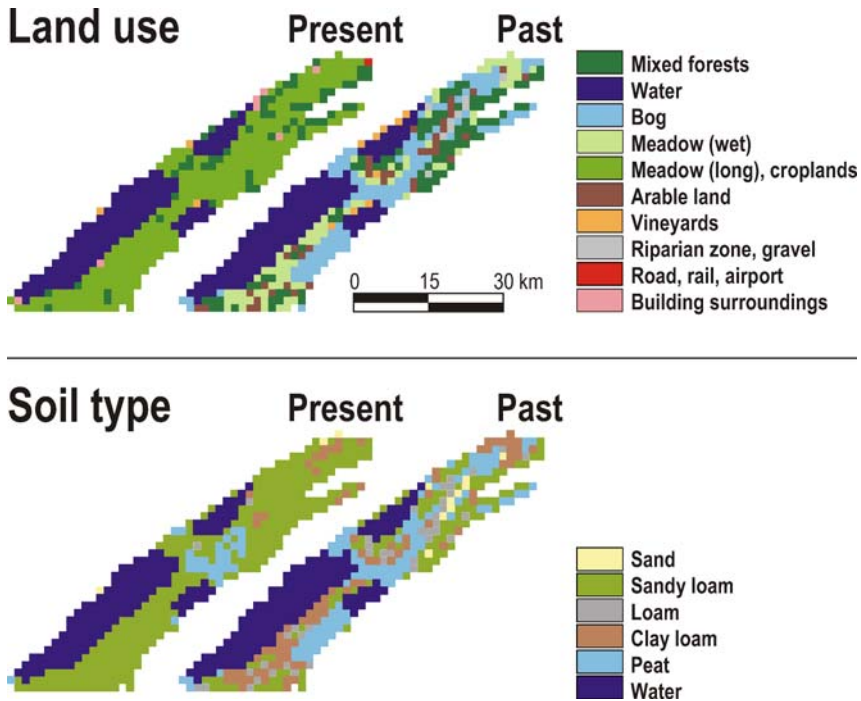 Land use
Present Past
Mixed forests
Water
Bog
Meadow (wet)
Meadow (long), croplands
Arable land
Vineyards
Riparian zone, gravel
Road, rail, airport
Building surroundings
0 15 30 km
Soil type
Present Past
Sand
Sandy loam
Loam
Clay loam
Peat
Water